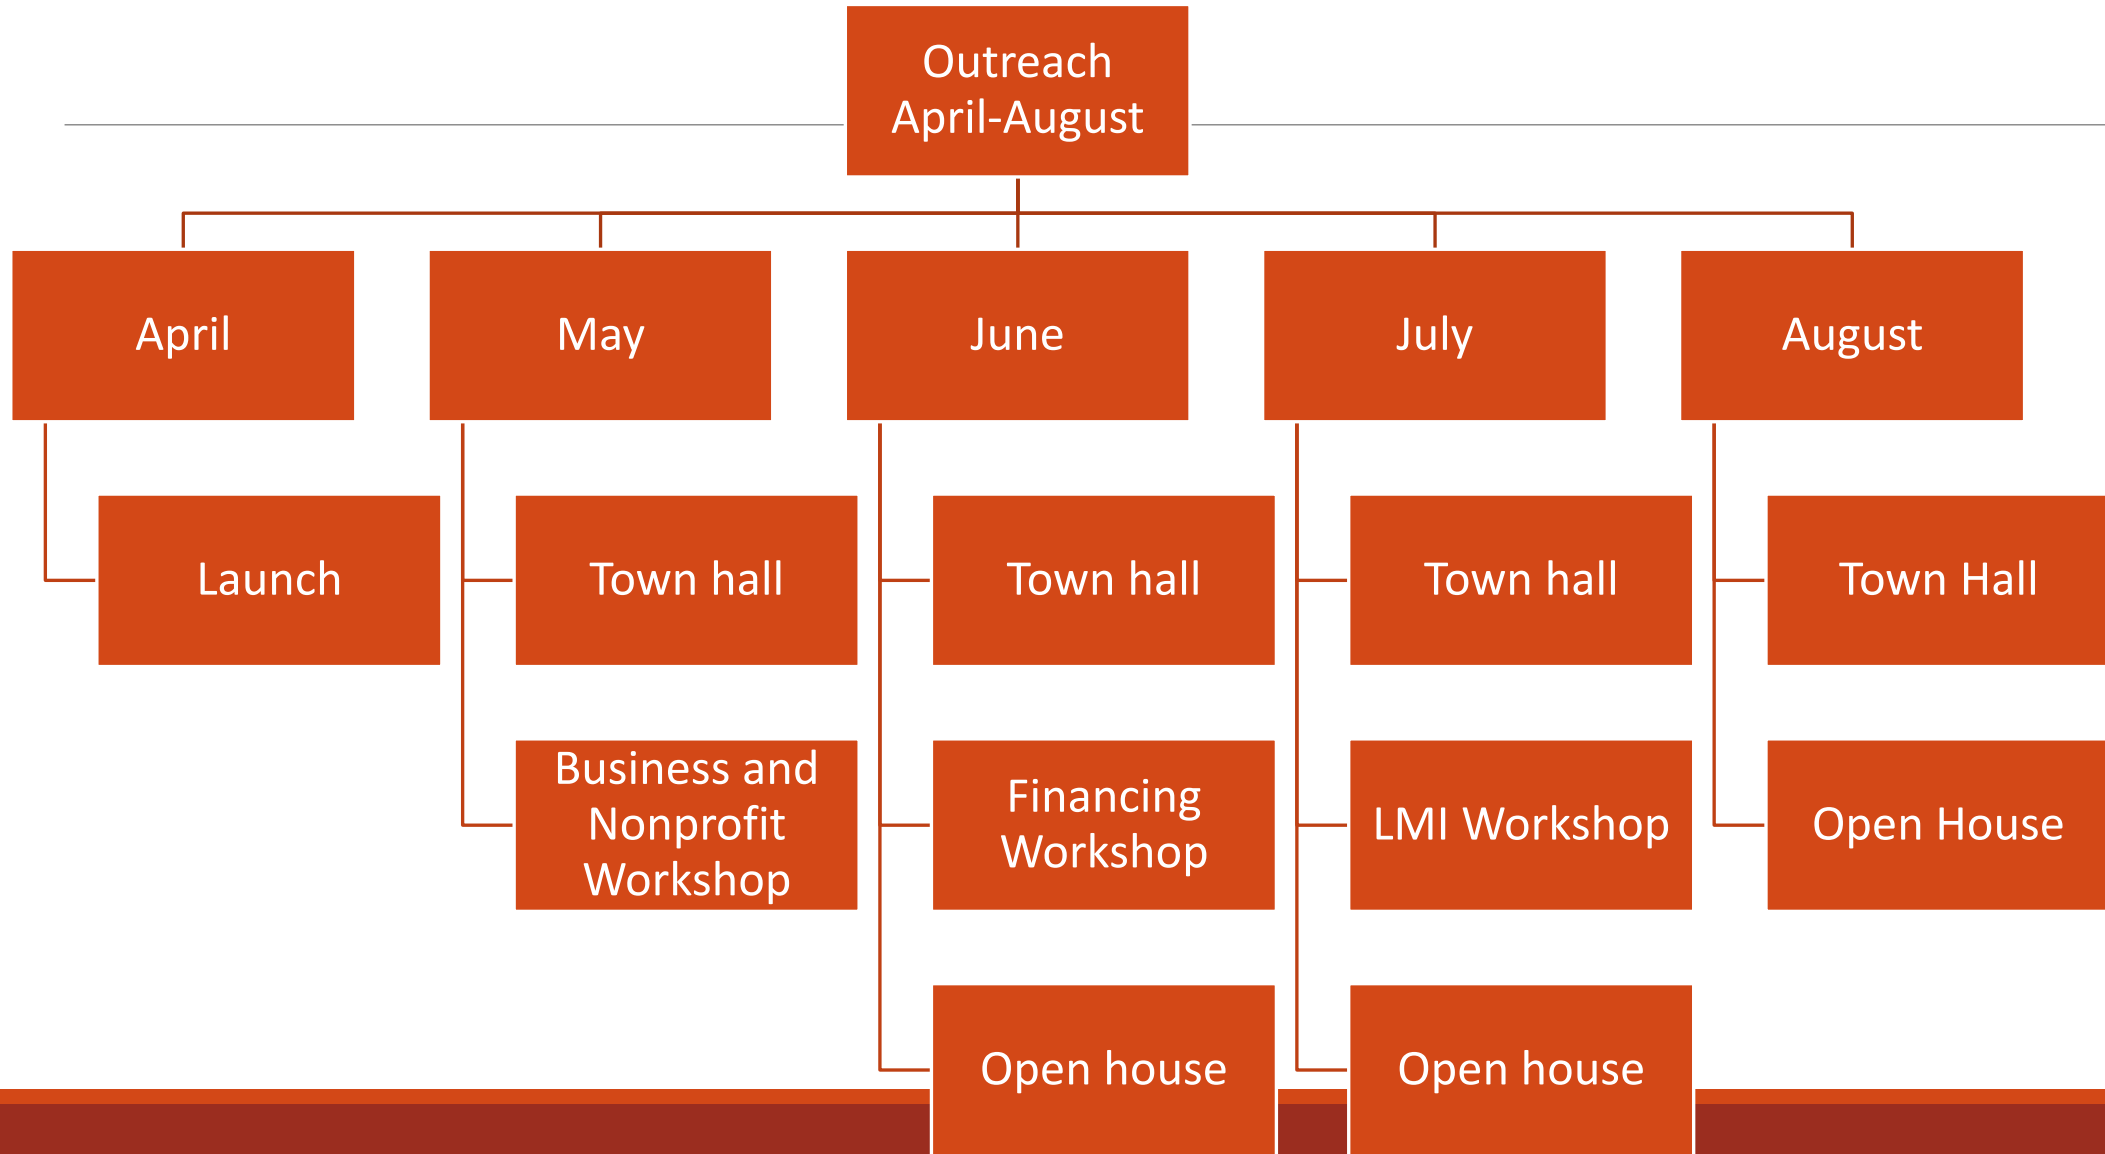 Outreach
April-August
April
May
June
July
August
Launch
Town hall
Town hall
Town hall
Town Hall
Business and
Nonprofit
Workshop
Financing
Workshop
LMI Workshop
Open House
Open house
Open house